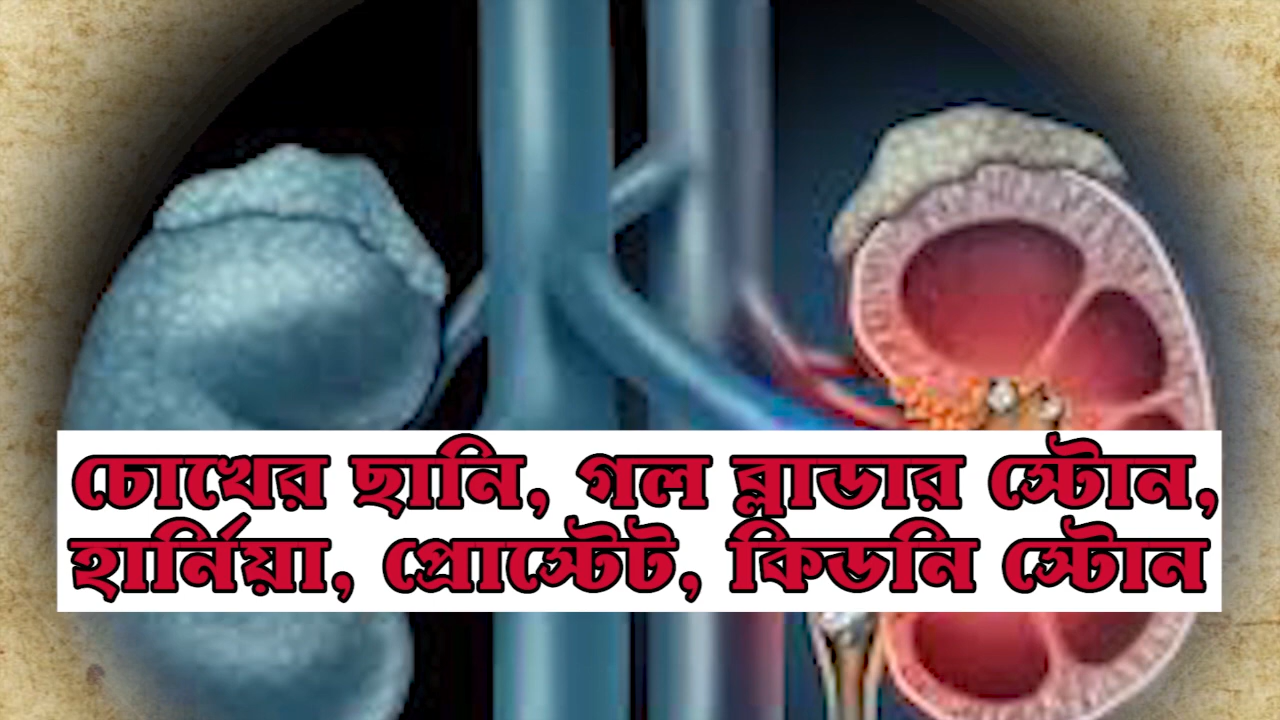 চোখের ছানি, গল ব্লাডার স্টোন,
হার্নিয়া, প্রোস্টেট, কিডনি স্টোন